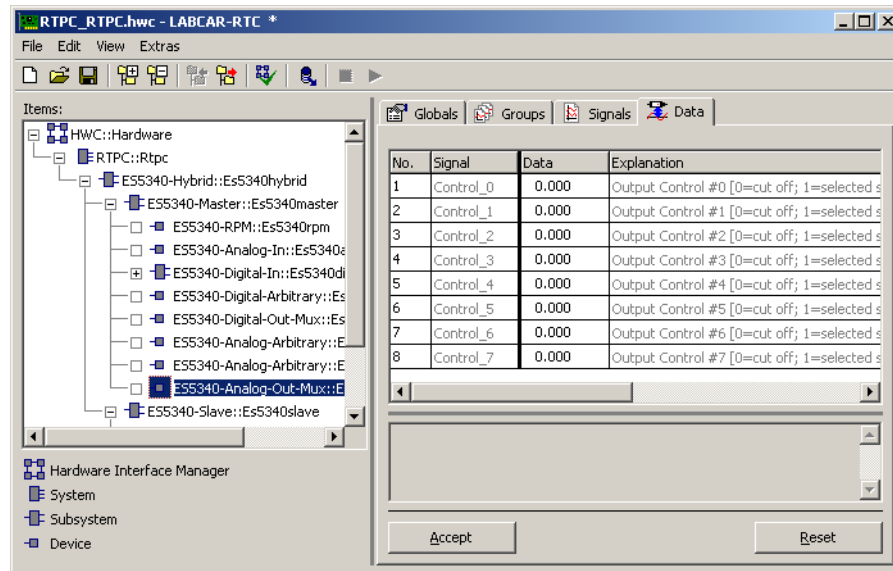 RTPC_RTPC.hwc - LABCAR-RTC *
File Edit View Extras
Items:
HWC::Hardware
RTPC::Rtpc
ES5340-Hybrid::Es5340hybrid
ES5340-Master::Es5340master
ES5340-RPM::Es5340rpm
ES5340-Analog-In::Es5340a
ES5340-Digital-In::Es5340di
ES5340-Digital-Arbitrary::Es
ES5340-Digital-Out-Mux::Es
ES5340-Analog-Arbitrary::E
ES5340-Analog-Arbitrary::E
ES5340-Analog-Out-Mux::E
ES5340-Slave::Es5340slave
Hardware Interface Manager
System
Subsystem
Device
Globals Groups Signals Data
No. Signal Data Explanation
1 Control_0 0.000 Output Control #0 [0=cut off; 1=selected s
2 Control_1 0.000 Output Control #1 [0=cut off; 1=selected s
3 Control_2 0.000 Output Control #2 [0=cut off; 1=selected s
4 Control_3 0.000 Output Control #3 [0=cut off; 1=selected s
5 Control_4 0.000 Output Control #4 [0=cut off; 1=selected s
6 Control_5 0.000 Output Control #5 [0=cut off; 1=selected s
7 Control_6 0.000 Output Control #6 [0=cut off; 1=selected s
8 Control_7 0.000 Output Control #7 [0=cut off; 1=selected s
Accept Reset